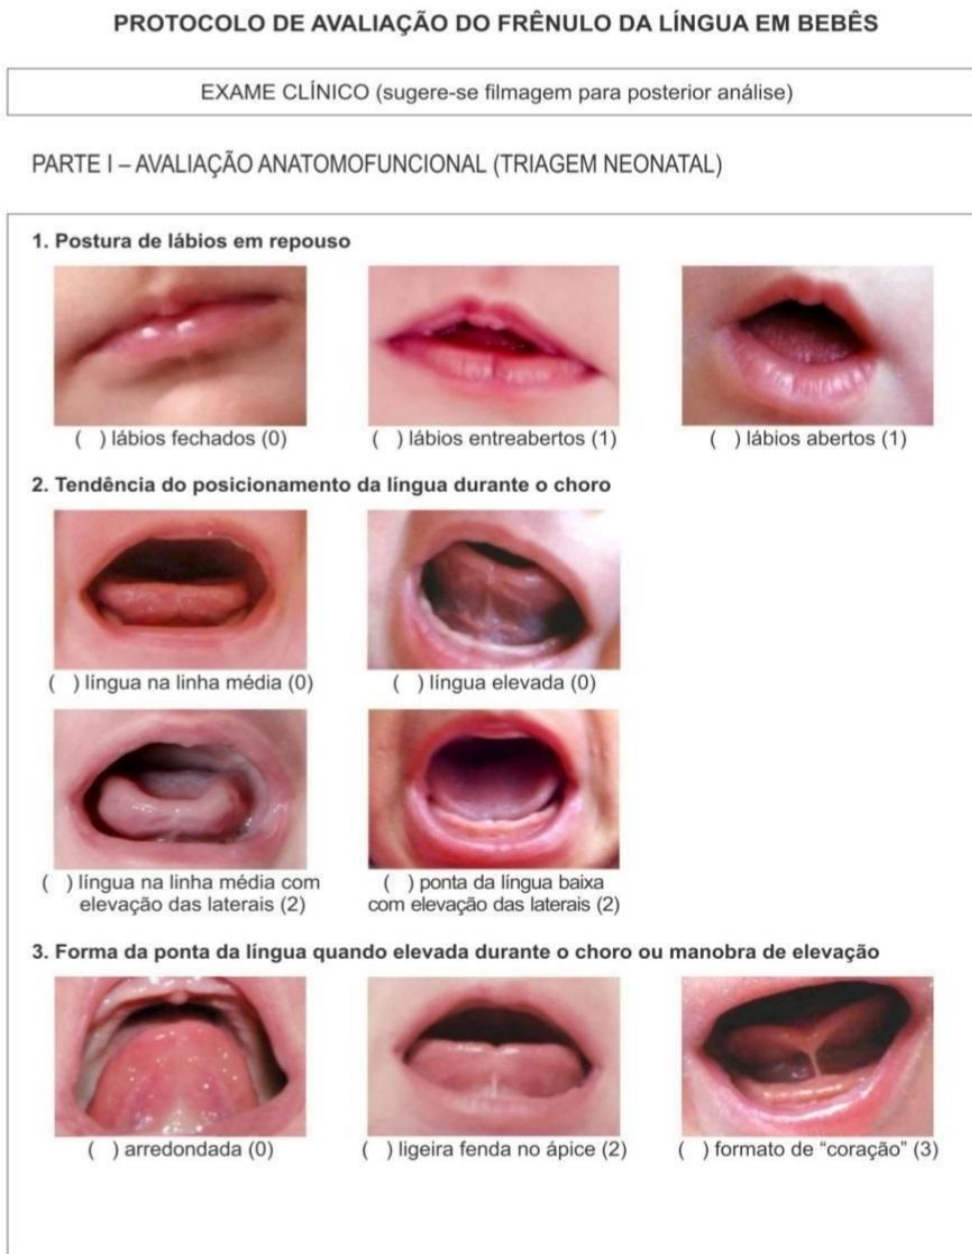 PROTOCOLO DE AVALIAÇÃO DO FRÊNULO DA LÍNGUA EM BEBÊS
EXAME CLÍNICO (sugere-se filmagem para posterior análise)
PARTE I – AVALIAÇÃO ANATOMOFUNCIONAL (TRIAGEM NEONATAL)
1. Postura de lábios em repouso
( ) lábios fechados (0) ( ) lábios entreabertos (1) ( ) lábios abertos (1)
2. Tendência do posicionamento da língua durante o choro
( ) língua na linha média (0) ( ) língua elevada (0)
( ) língua na linha média com ( ) ponta da língua baixa
elevação das laterais (2) com elevação das laterais (2)
3. Forma da ponta da língua quando elevada durante o choro ou manobra de elevação
( ) arredondada (0) ( ) ligeira fenda no ápice (2) ( ) formato de “coração” (3)